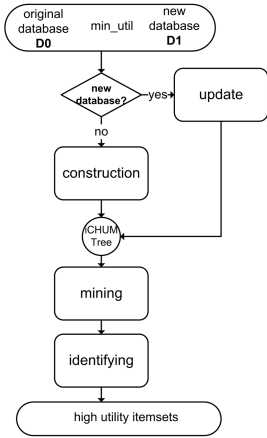 original
database
D0
min_util
new
database
D1
new
database?
yes
update
no
construction
iCHUM
Tree
mining
identifying
high utility itemsets